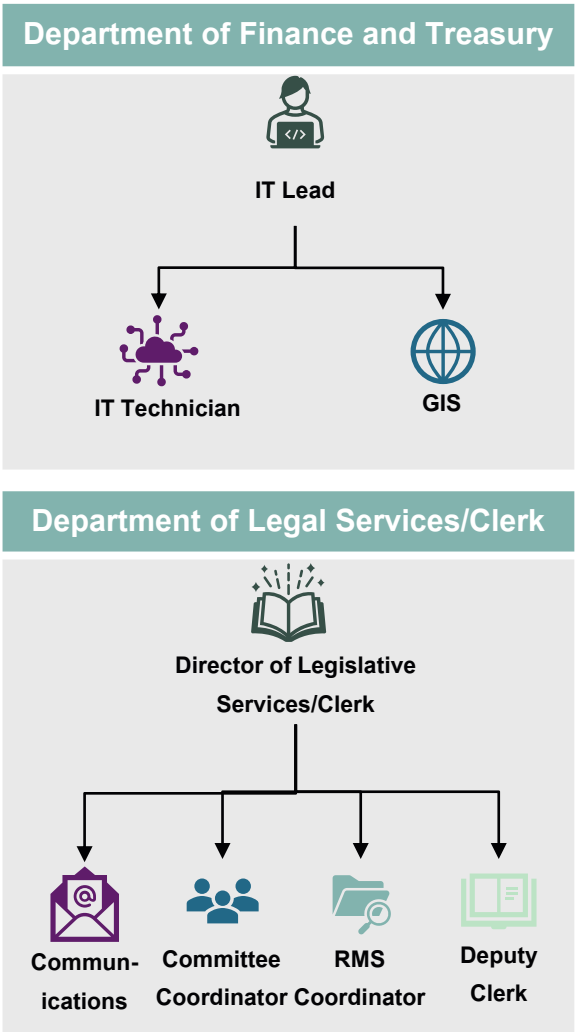 Department of Finance and Treasury
</>
IT Lead
IT Technician
GIS
Department of Legal Services/Clerk
Director of Legislative
Services/Clerk
@
Commun-
ications
Committee
Coordinator
RMS
Coordinator
Deputy
Clerk